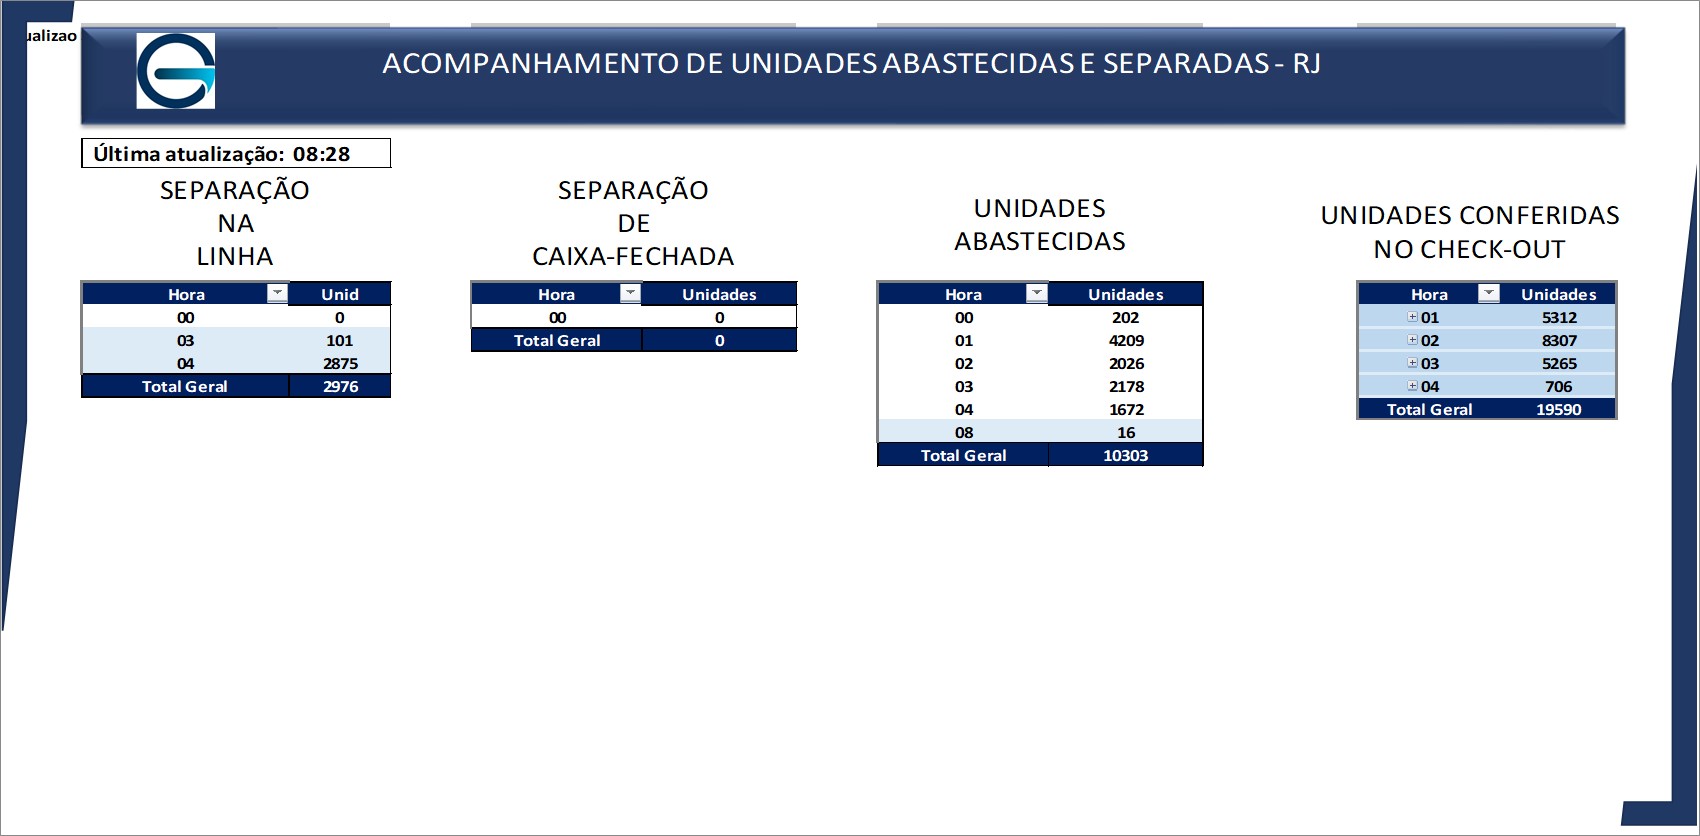 ualizao
ACOMPANHAMENTO DE UNIDADES ABASTECIDAS E SEPARADAS - RJ
Última atualização: 08:28
SEPARAÇÃO
NA
LINHA
Hora Unid
00 0
03 101
04 2875
Total Geral 2976
SEPARAÇÃO
DE
CAIXA-FECHADA
Hora Unidades
00 0
Total Geral 0
UNIDADES
ABASTECIDAS
Hora Unidades
00 202
01 4209
02 2026
03 2178
04 1672
08 16
Total Geral 10303
UNIDADES CONFERIDAS
NO CHECK-OUT
Hora Unidades
01 5312
02 8307
03 5265
04 706
Total Geral 19590